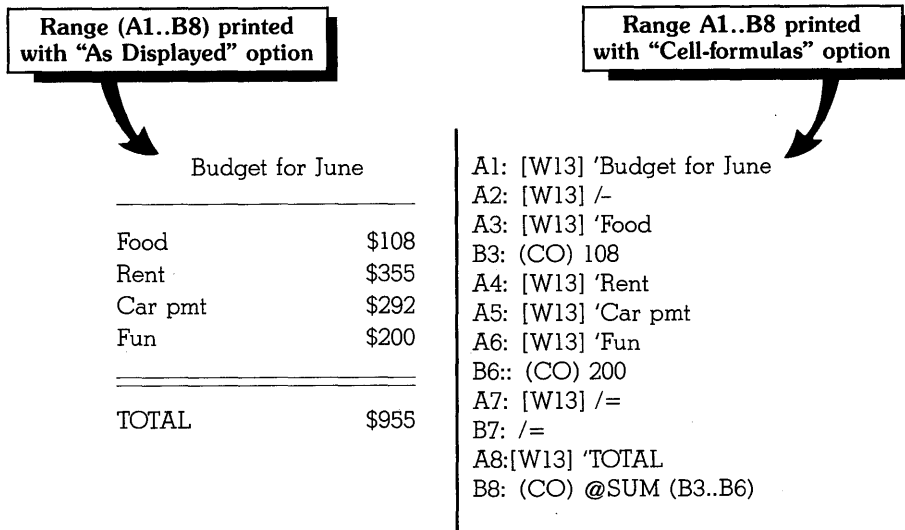 Range (A1..B8) printed
with “As Displayed” option
Range A1..B8 printed
with “Cell-formulas” option
Budget for June
Food $108
Rent $355
Car pmt $292
Fun $200
TOTAL $955
A1: [W13] 'Budget for June
A2: [W13] /-
A3: [W13] 'Food
B3: (CO) 108
A4: [W13] 'Rent
A5: [W13] 'Car pmt
A6: [W13] 'Fun
B6:: (CO) 200
A7: [W13] /=
B7: /=
A8:[W13] 'TOTAL
B8: (CO) @SUM (B3..B6)